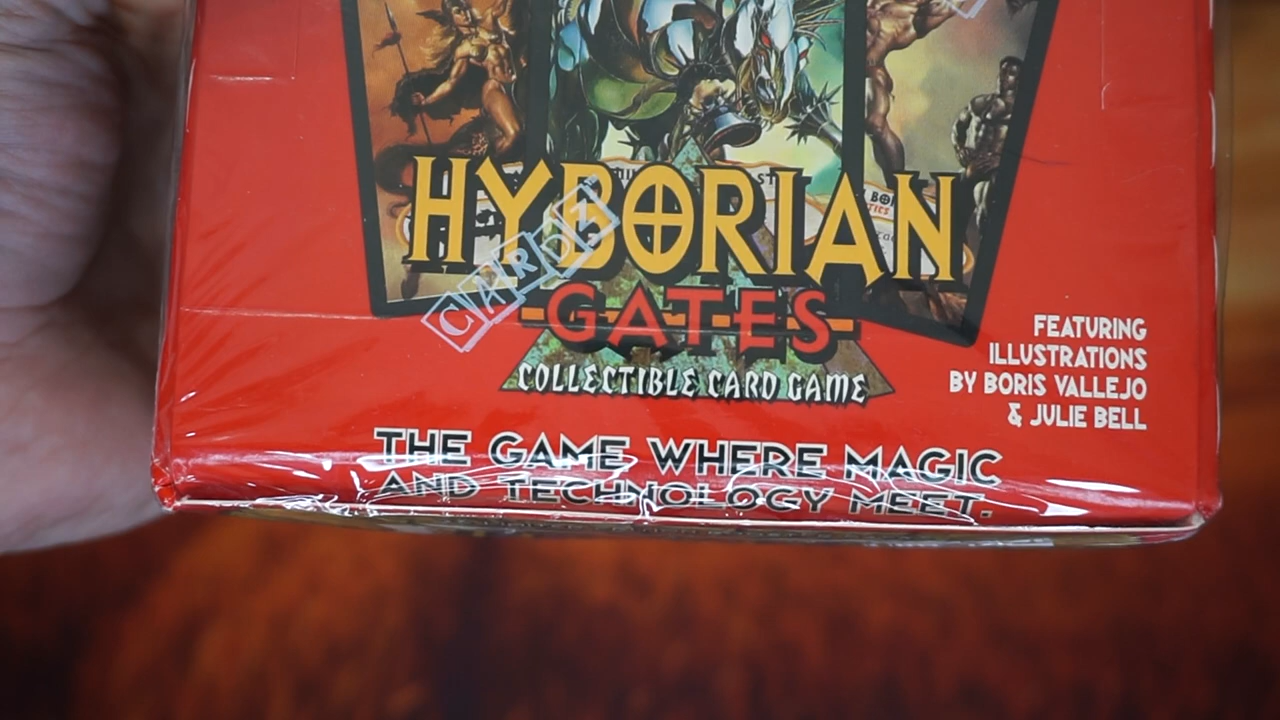 HYBORIAN
GATES
CARDZ
COLLECTIBLE CARD GAME
FEATURING
ILLUSTRATIONS
BY BORIS VALLEJO
& JULIE BELL
THE GAME WHERE MAGIC
AND TECHNOLOGY MEET.